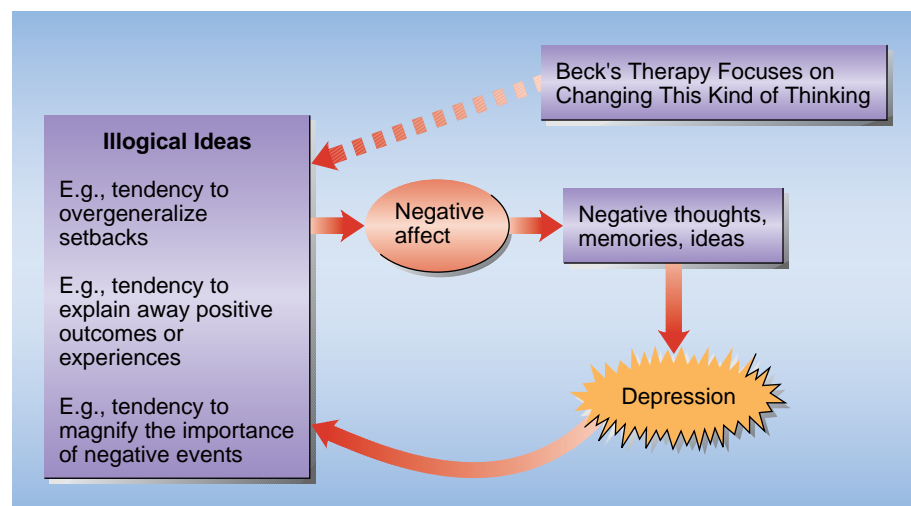 Beck's Therapy Focuses on
Changing This Kind of Thinking
Illogical Ideas
E.g., tendency to
overgeneralize
setbacks
E.g., tendency to
explain away positive
outcomes or
experiences
E.g., tendency to
magnify the importance
of negative events
Negative
affect
Negative thoughts,
memories, ideas
Depression